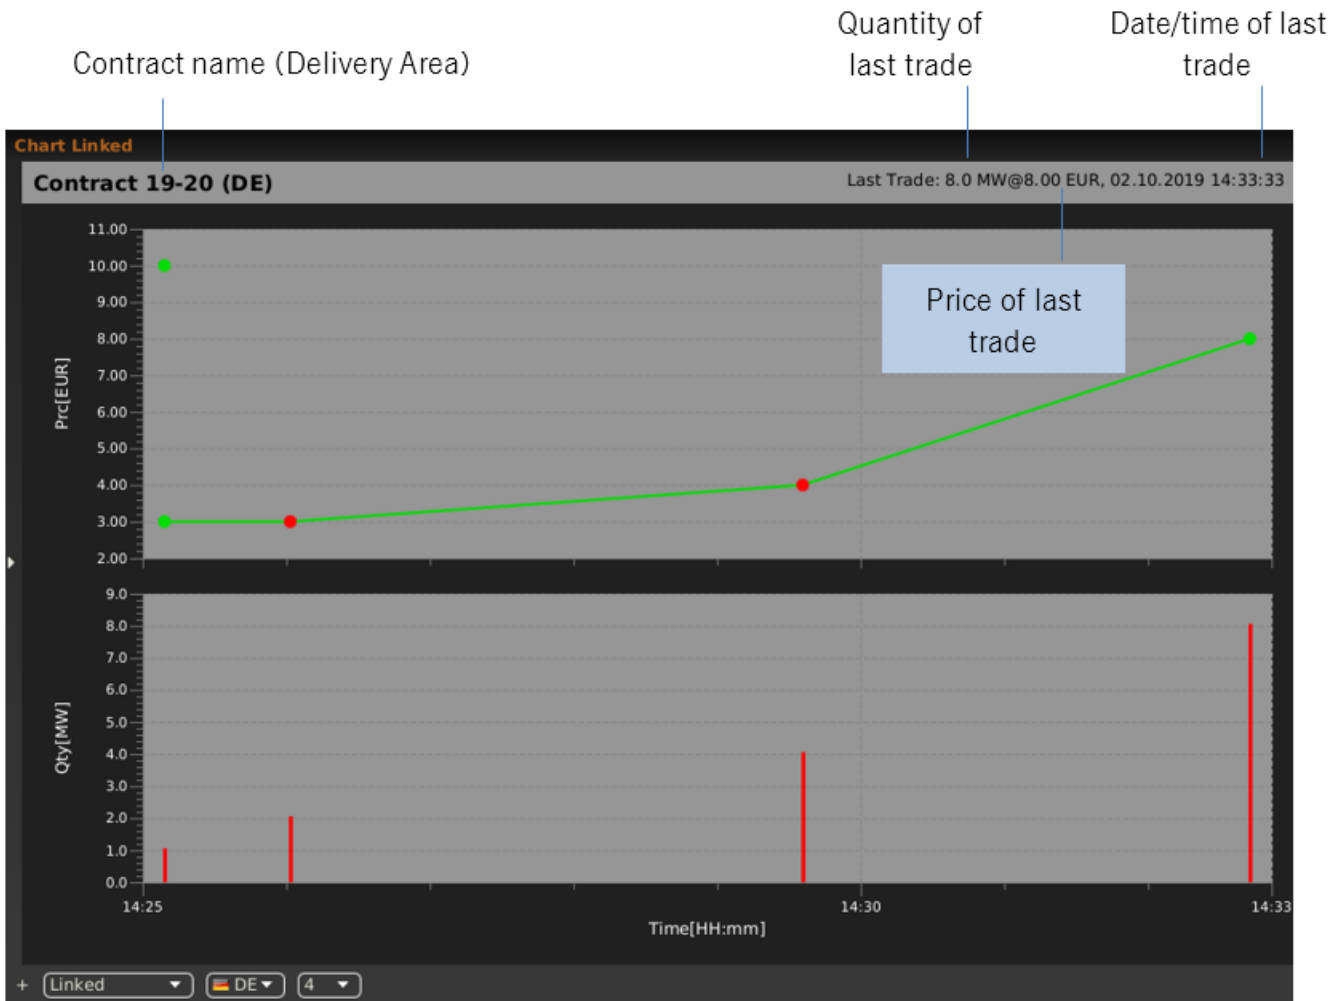 Contract name (Delivery Area)
Quantity of
last trade
Date/time of last
trade
Chart Linked
Contract 19-20 (DE)
Last Trade: 8.0 MW@8.00 EUR, 02.10.2019 14:33:33
Price of last
trade
Prc[EUR]
11.00
10.00
9.00
8.00
7.00
6.00
5.00
4.00
3.00
2.00
Qty[MW]
9.0
8.0
7.0
6.0
5.0
4.0
3.0
2.0
1.0
0.0
14:25
14:30
14:33
Time[HH:mm]
+ Linked DE 4